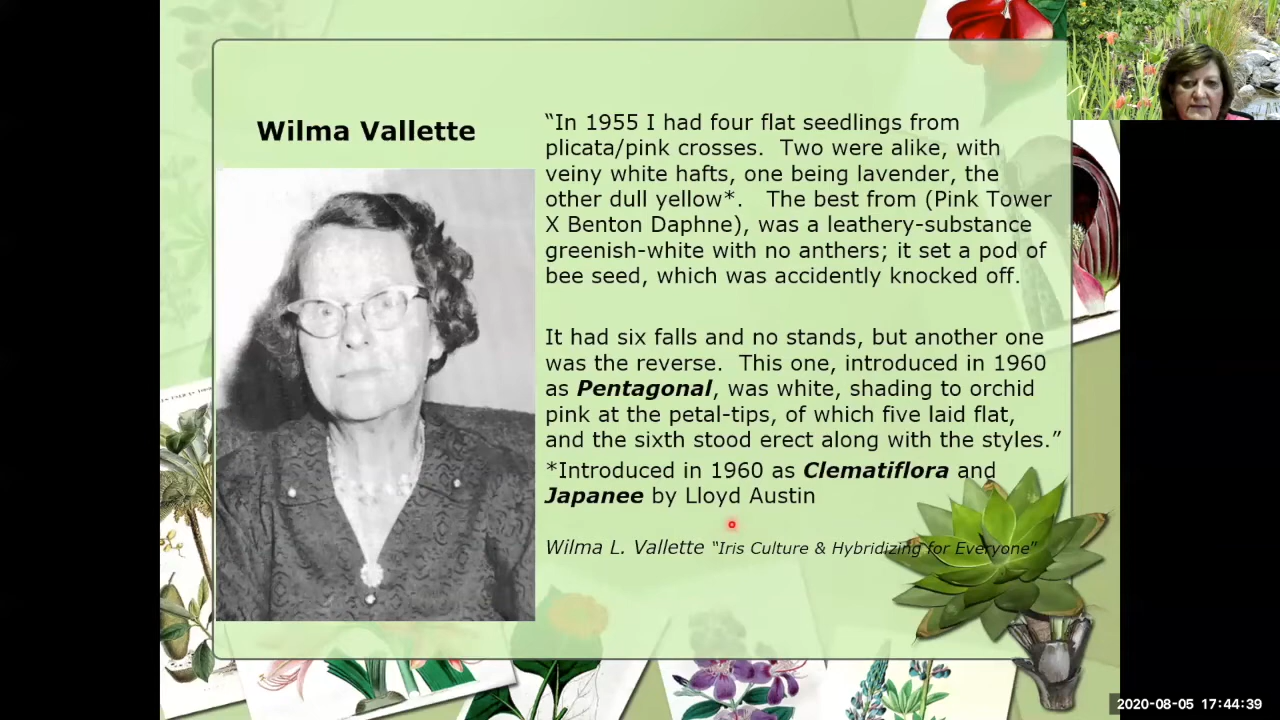 Wilma Vallette
“In 1955 I had four flat seedlings from
plicata/pink crosses.  Two were alike, with
veiny white hafts, one being lavender, the
other dull yellow*.   The best from (Pink Tower
X Benton Daphne), was a leathery-substance
greenish-white with no anthers; it set a pod of
bee seed, which was accidently knocked off.
It had six falls and no stands, but another one
was the reverse.  This one, introduced in 1960
as Pentagonal, was white, shading to orchid
pink at the petal-tips, of which five laid flat,
and the sixth stood erect along with the styles.”
*Introduced in 1960 as Clematiflora and
Japanee by Lloyd Austin
Wilma L. Vallette “Iris Culture & Hybridizing for Everyone”
2020-08-05  17:44:39